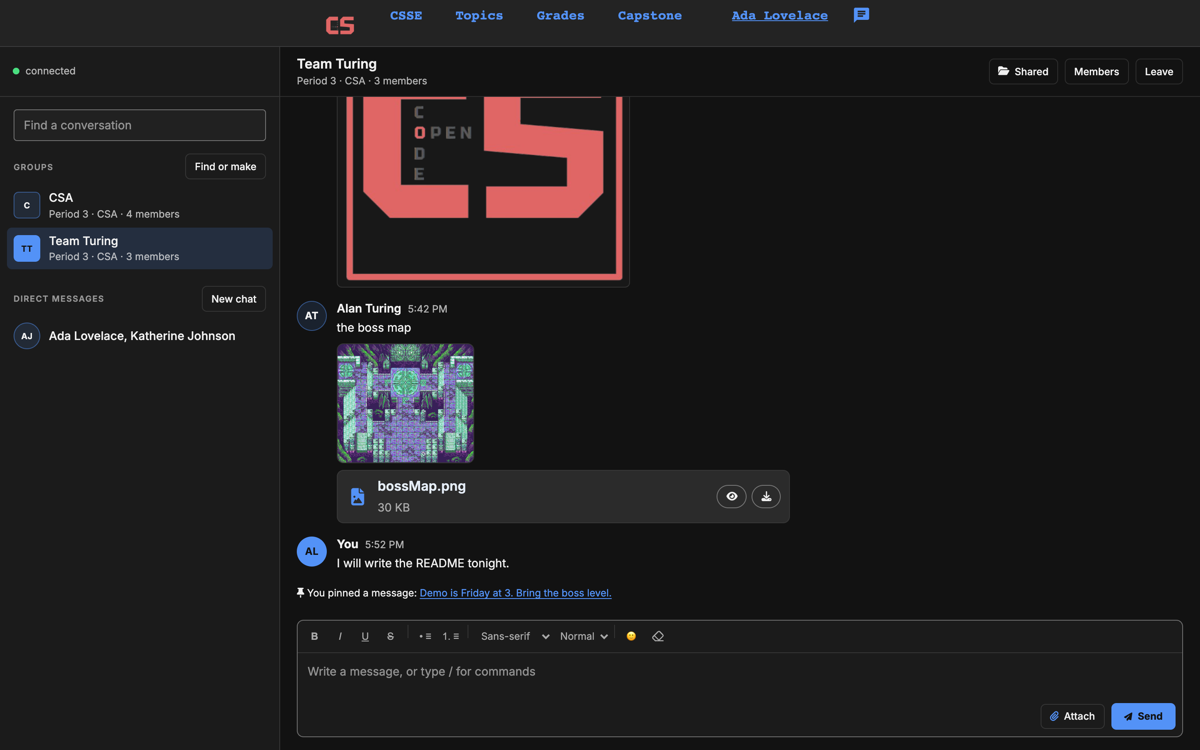 CS
CSSE
Topics
Grades
Capstone
Ada Lovelace
connected
Find a conversation
GROUPS
Find or make
C
CSA
Period 3 · CSA · 4 members
TT
Team Turing
Period 3 · CSA · 3 members
DIRECT MESSAGES
New chat
AJ
Ada Lovelace, Katherine Johnson
Team Turing
Period 3 · CSA · 3 members
Shared
Members
Leave
CODE
OPEN
CS
AT
Alan Turing 5:42 PM
the boss map
bossMap.png
30 KB
AL
You 5:52 PM
I will write the README tonight.
You pinned a message: Demo is Friday at 3. Bring the boss level.
B I U S
1.
Sans-serif
Normal
Write a message, or type / for commands
Attach
Send